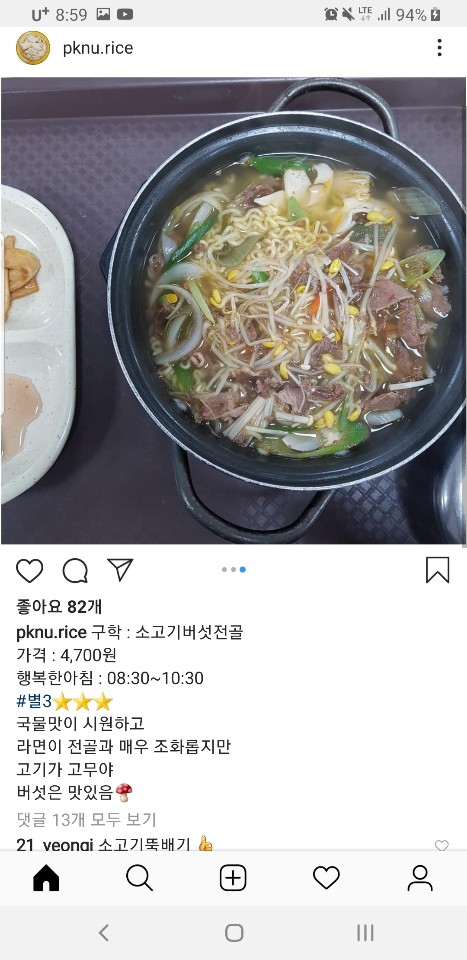 U+ 8:59 LTE 94%
pknu.rice
좋아요 82개
pknu.rice 구학 : 소고기버섯전골
가격 : 4,700원
행복한아침 : 08:30~10:30
#별3⭐⭐⭐
국물맛이 시원하고
라면이 전골과 매우 조화롭지만
고기가 고무야
버섯은 맛있음🍄
댓글 13개 모두 보기
21_yeongi 소고기뚝배기 👍